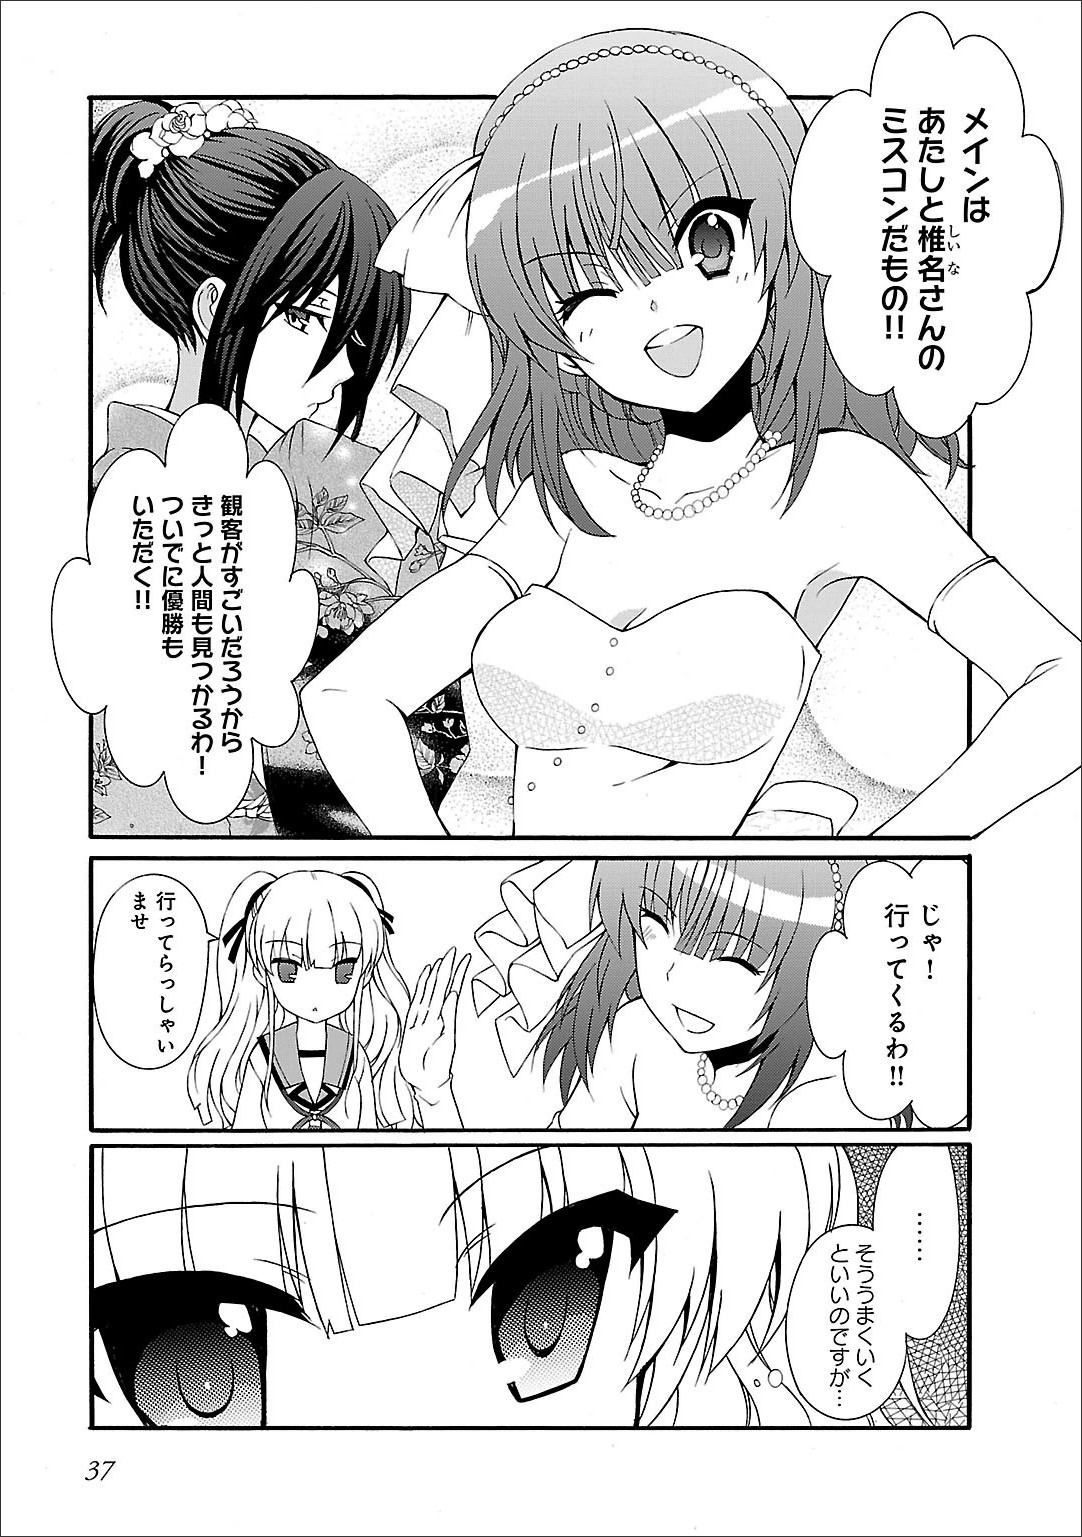 メインは
あたしと椎名さんの
しいな
ミスコンだもの!!
観客がすごいだろうから
きっと人間も見つかるわ!
ついでに優勝も
いただく!!
じゃ!
行ってくるわ!!
行ってらっしゃい
ませ
……
そううまくいく
といいのですが…
37